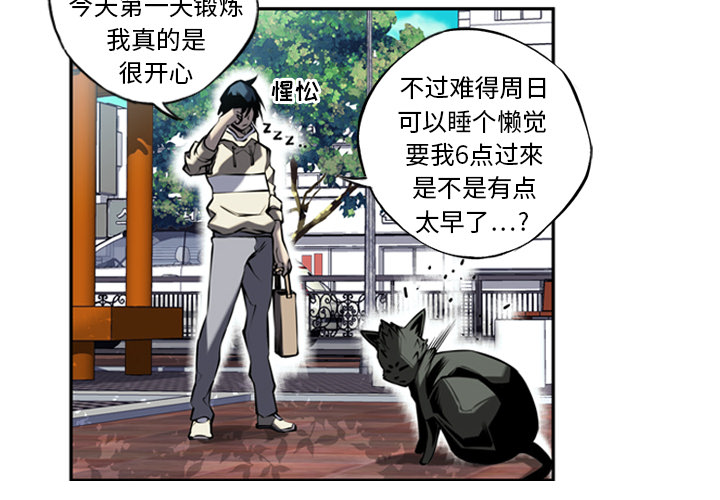 今天第一天锻炼
我真的是
很开心
惺忪
zzz...
不过难得周日
可以睡个懒觉
要我6点过來
是不是有点
太早了...?